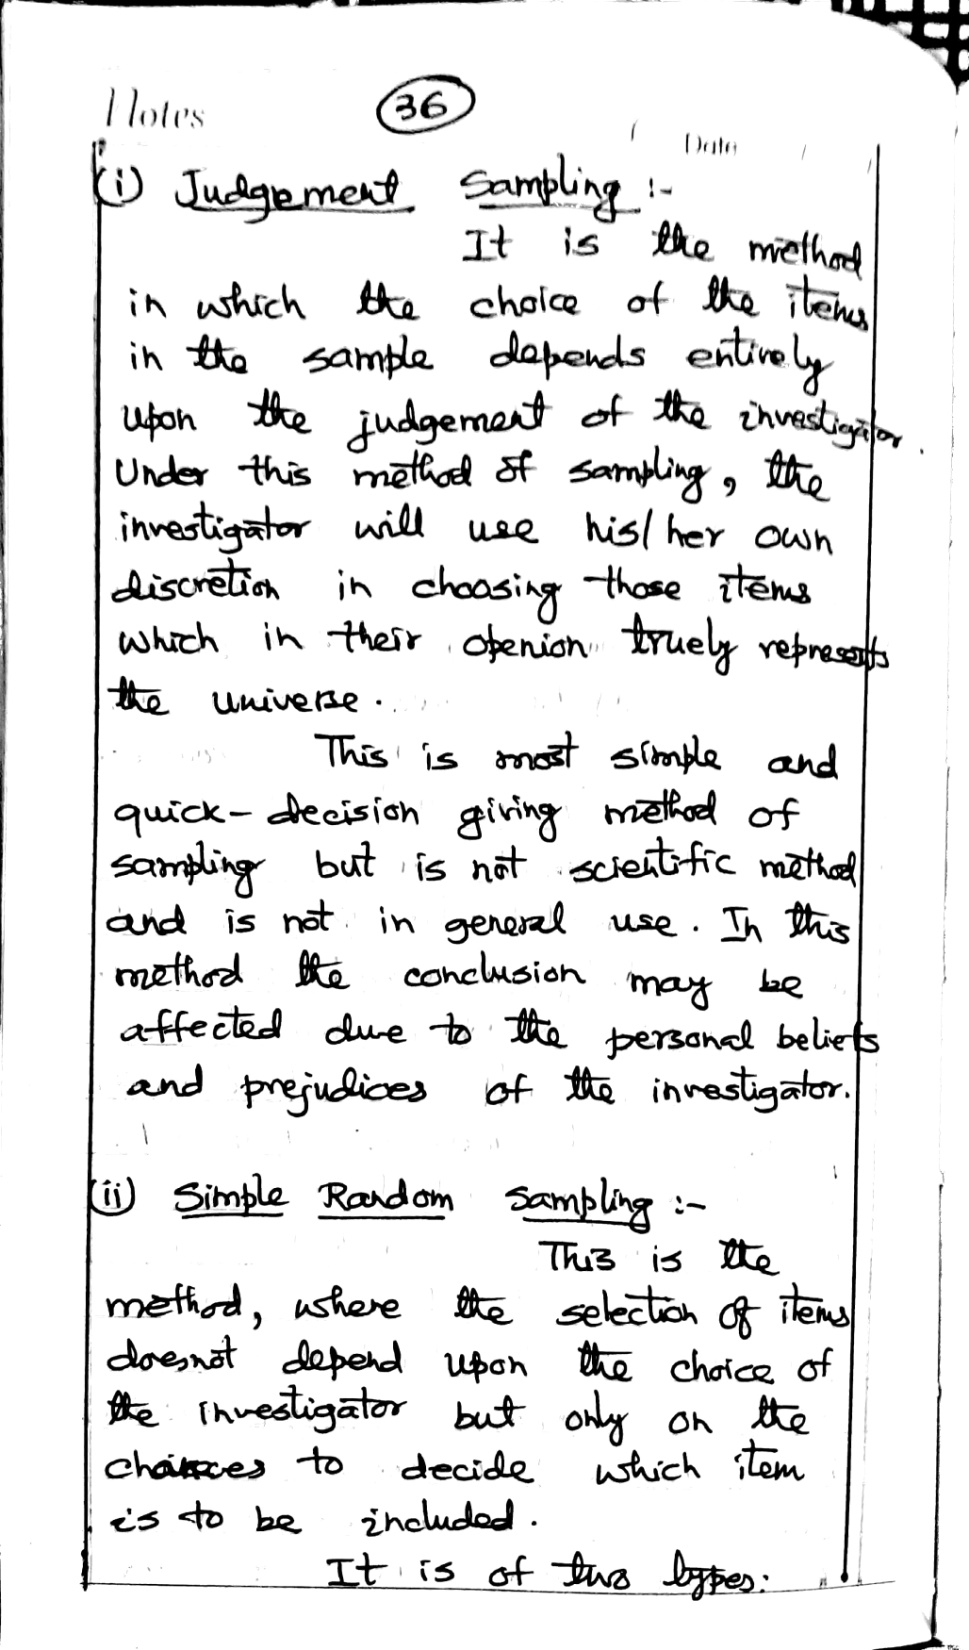 Notes
36
Date
(i) Judgement Sampling :-
It is the method
in which the choice of the items
in the sample depends entirely
upon the judgement of the investigator.
Under this method of sampling, the
investigator will use his/her own
discretion in choosing those items
which in their openion truely represents
the universe.
This is most simple and
quick-decision giving method of
sampling but is not scientific method
and is not in general use. In this
method the conclusion may be
affected due to the personal beliefs
and prejudices of the investigator.
(ii) Simple Random Sampling :-
This is the
method, where the selection of items
doesnot depend upon the choice of
the investigator but only on the
chances to decide which item
is to be included.
It is of two types: